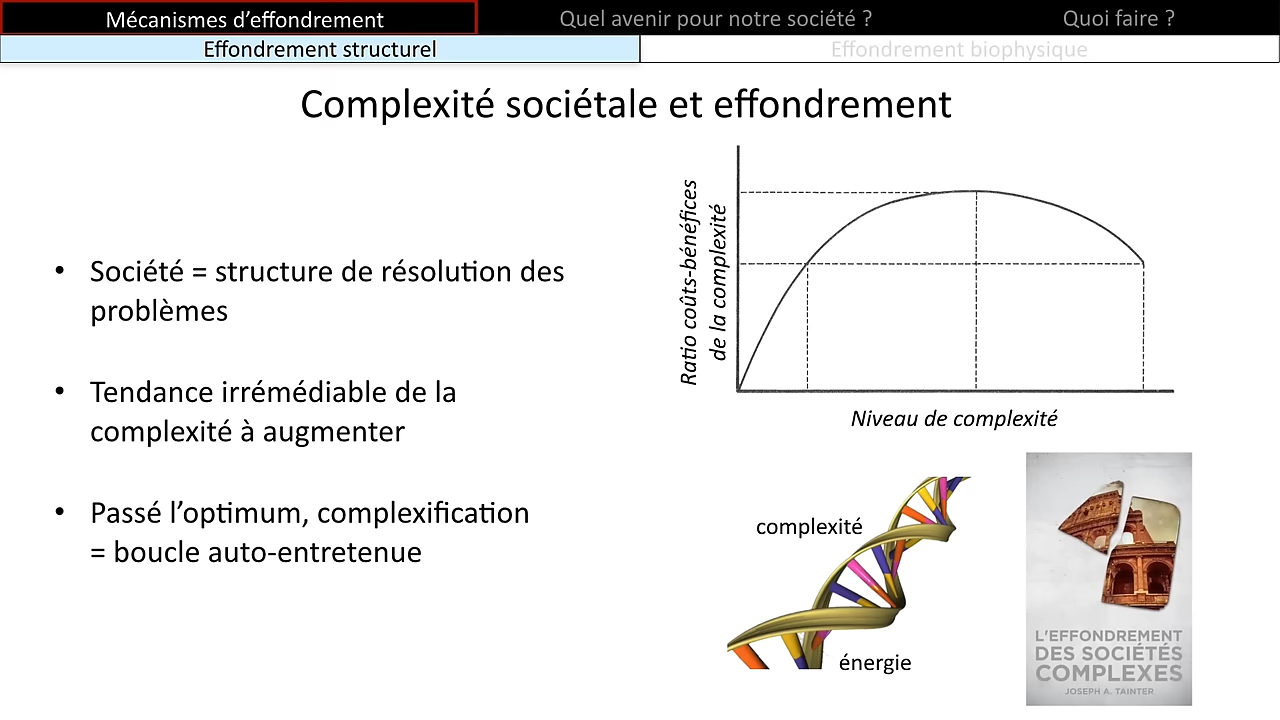 Mécanismes d'effondrement
Quel avenir pour notre société ?
Quoi faire ?
Effondrement structurel
Effondrement biophysique
Complexité sociétale et effondrement
• Société = structure de résolution des
problèmes
• Tendance irrémédiable de la
complexité à augmenter
• Passé l'optimum, complexification
= boucle auto-entretenue
Ratio coûts-bénéfices
de la complexité
Niveau de complexité
complexité
énergie
L'EFFONDREMENT
DES SOCIÉTÉS
COMPLEXES
JOSEPH A. TAINTER